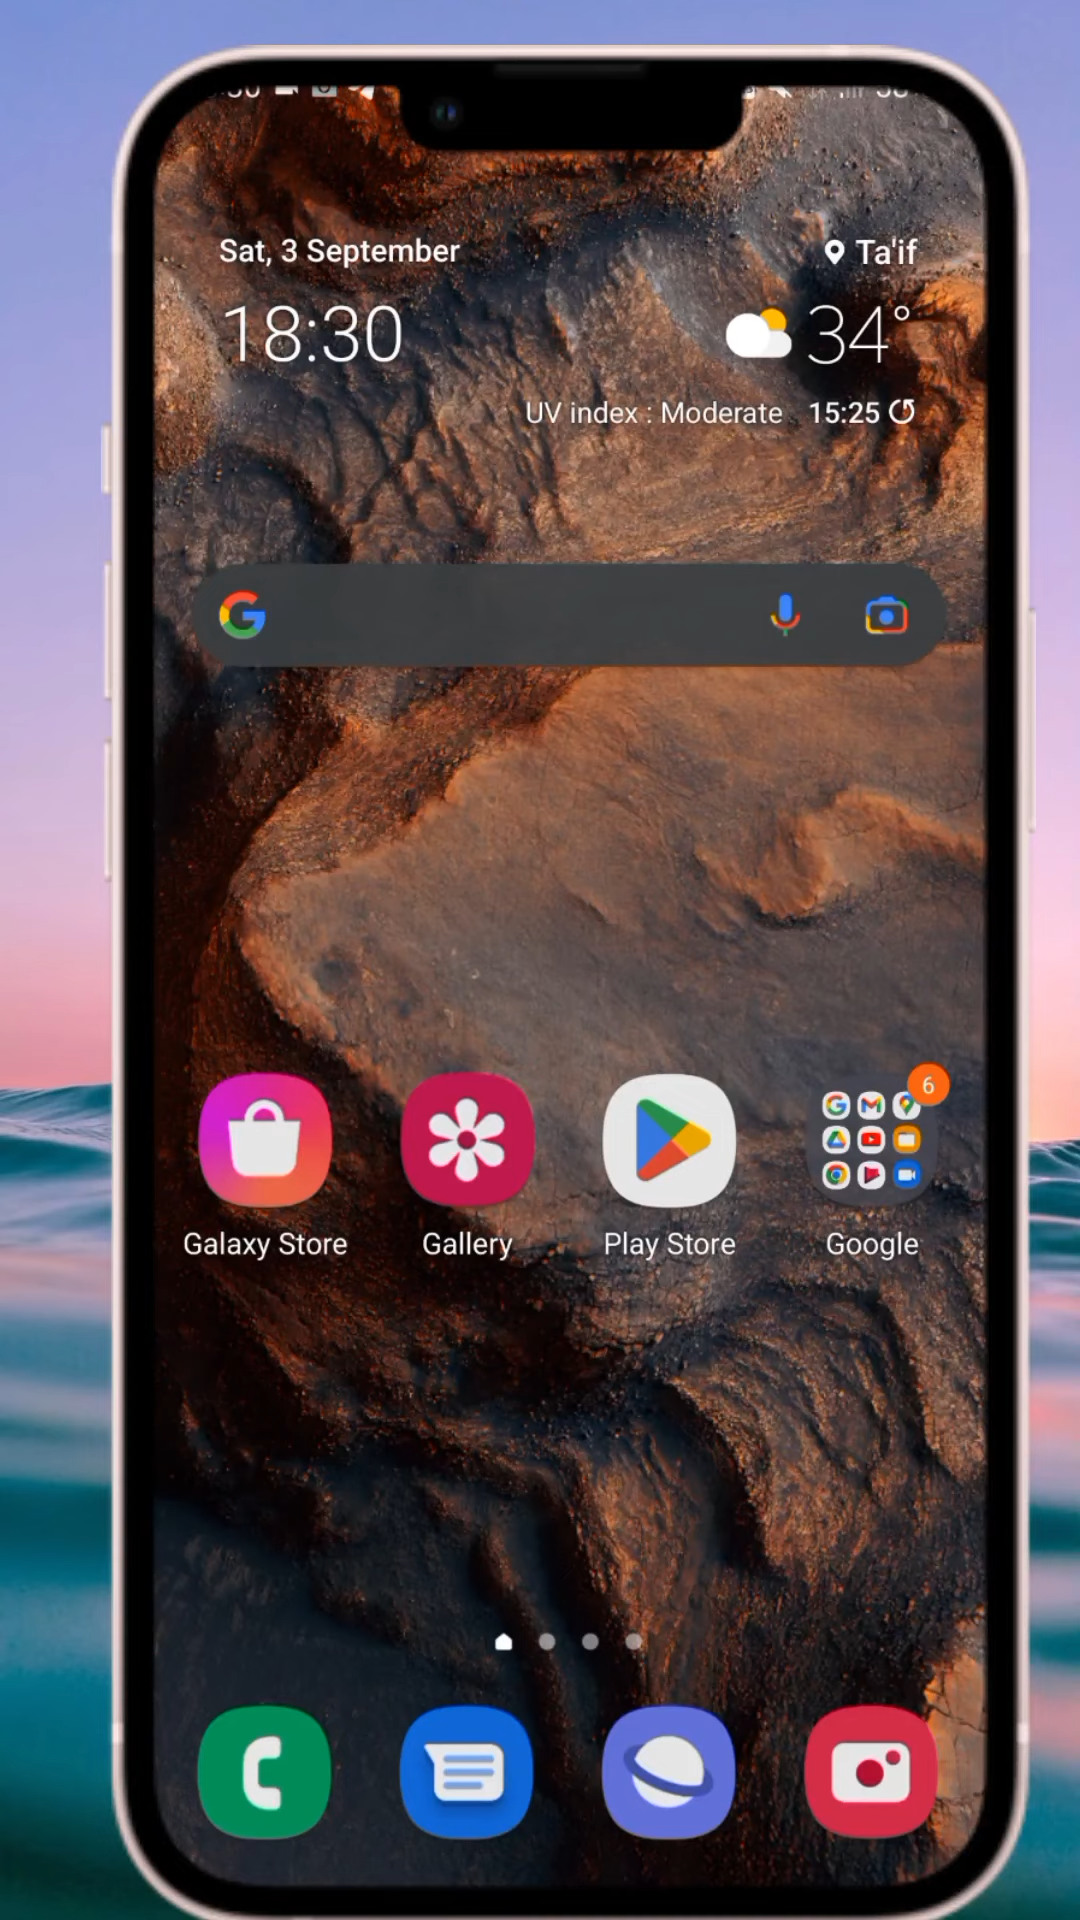 Sat, 3 September
Ta'if
18:30
34°
UV index : Moderate 15:25
6
Galaxy Store
Gallery
Play Store
Google